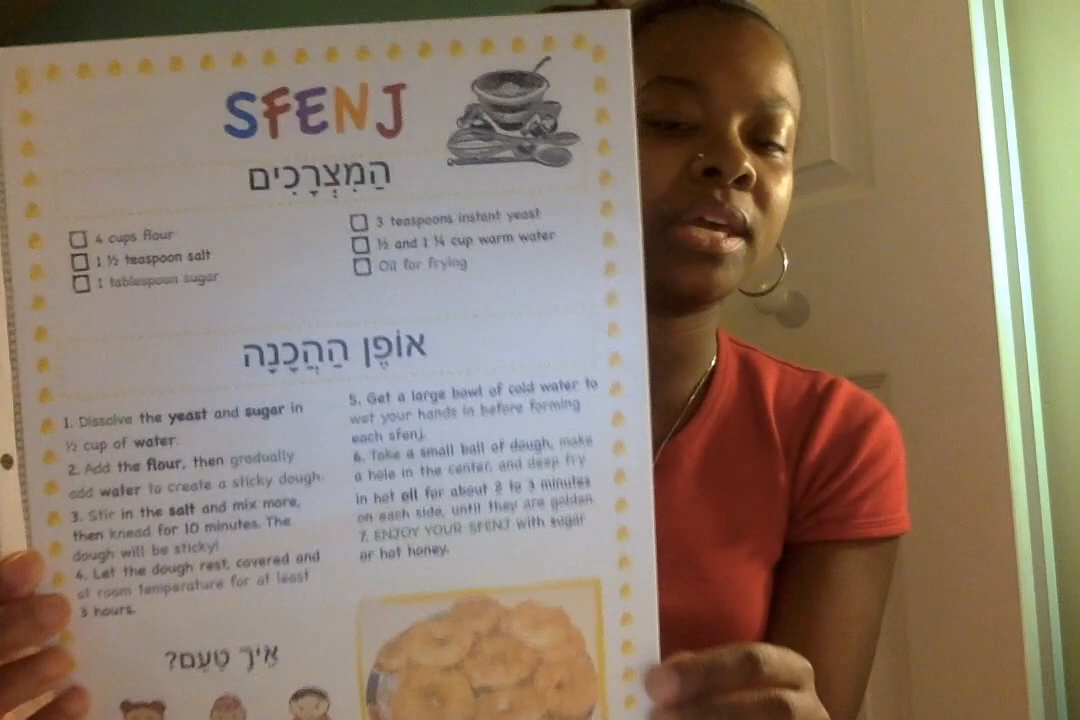 SFENJ
הַמִצְרָכִים
4 cups flour
1 ½ teaspoon salt
1 tablespoon sugar
3 teaspoons instant yeast
½ and 1 ¼ cup warm water
Oil for frying
אוֹפֶן הַהֲכָנָה
1. Dissolve the yeast and sugar in
½ cup of water.
2. Add the flour, then gradually
add water to create a sticky dough.
3. Stir in the salt and mix more,
then knead for 10 minutes. The
dough will be sticky!
4. Let the dough rest, covered and
at room temperature for at least
3 hours.
5. Get a large bowl of cold water to
wet your hands in before forming
each sfenj.
6. Take a small ball of dough, make
a hole in the center, and deep fry
in hot oil for about 2 to 3 minutes
on each side, until they are golden.
7. ENJOY YOUR SFENJ with sugar
or hot honey.
אֵיךְ טָעַם?